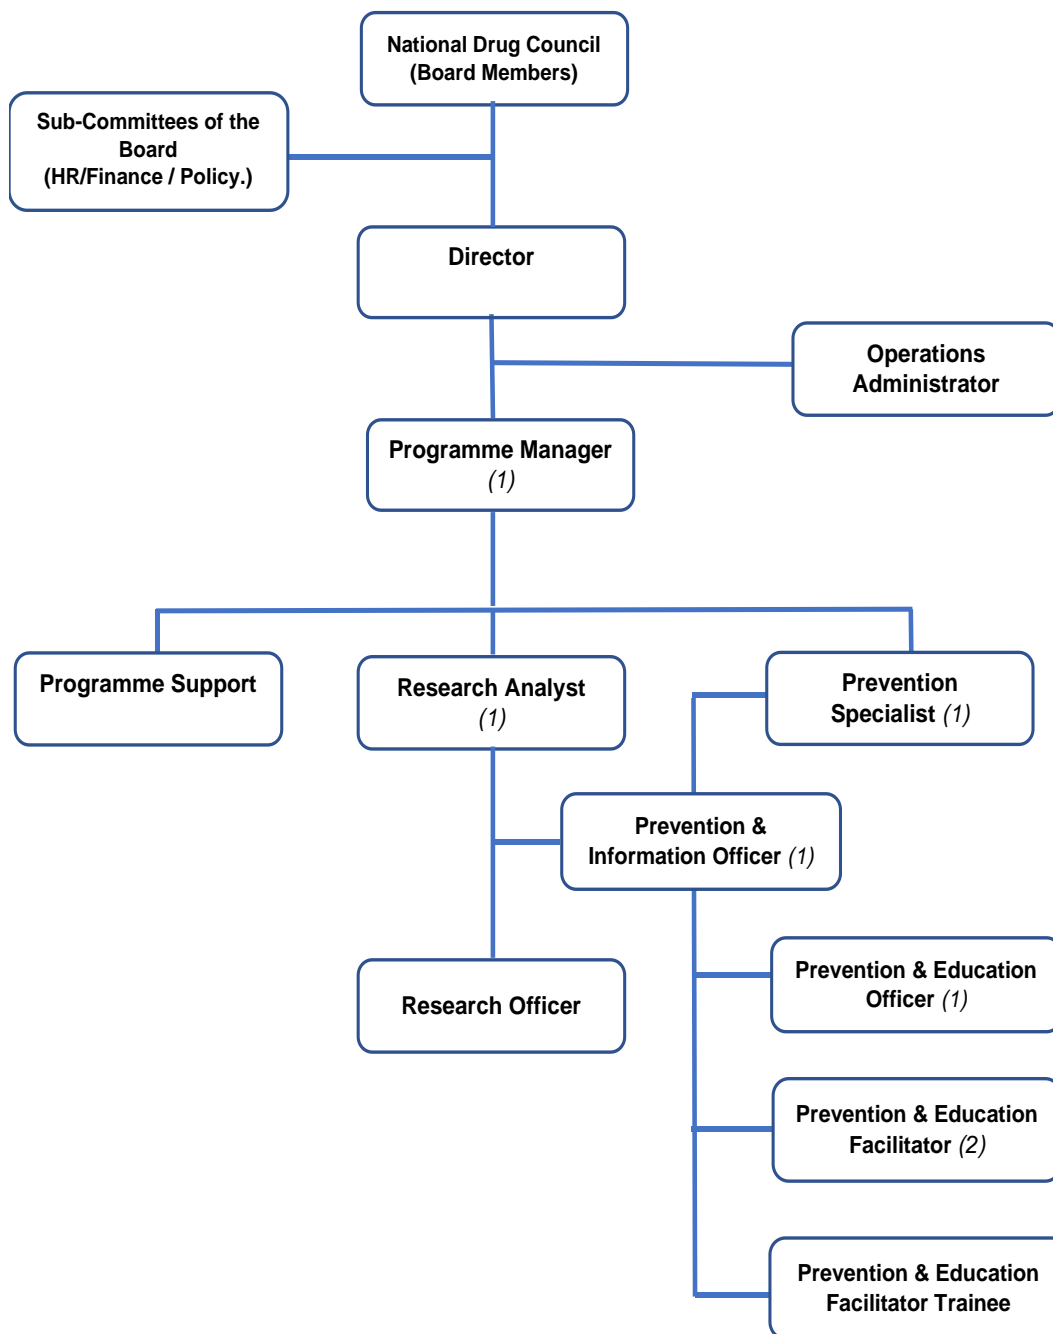 National Drug Council
(Board Members)
Sub-Committees of the
Board
(HR/Finance / Policy.)
Director
Operations
Administrator
Programme Manager
(1)
Programme Support
Research Analyst
(1)
Prevention
Specialist (1)
Prevention &
Information Officer (1)
Prevention & Education
Officer (1)
Research Officer
Prevention & Education
Facilitator (2)
Prevention & Education
Facilitator Trainee